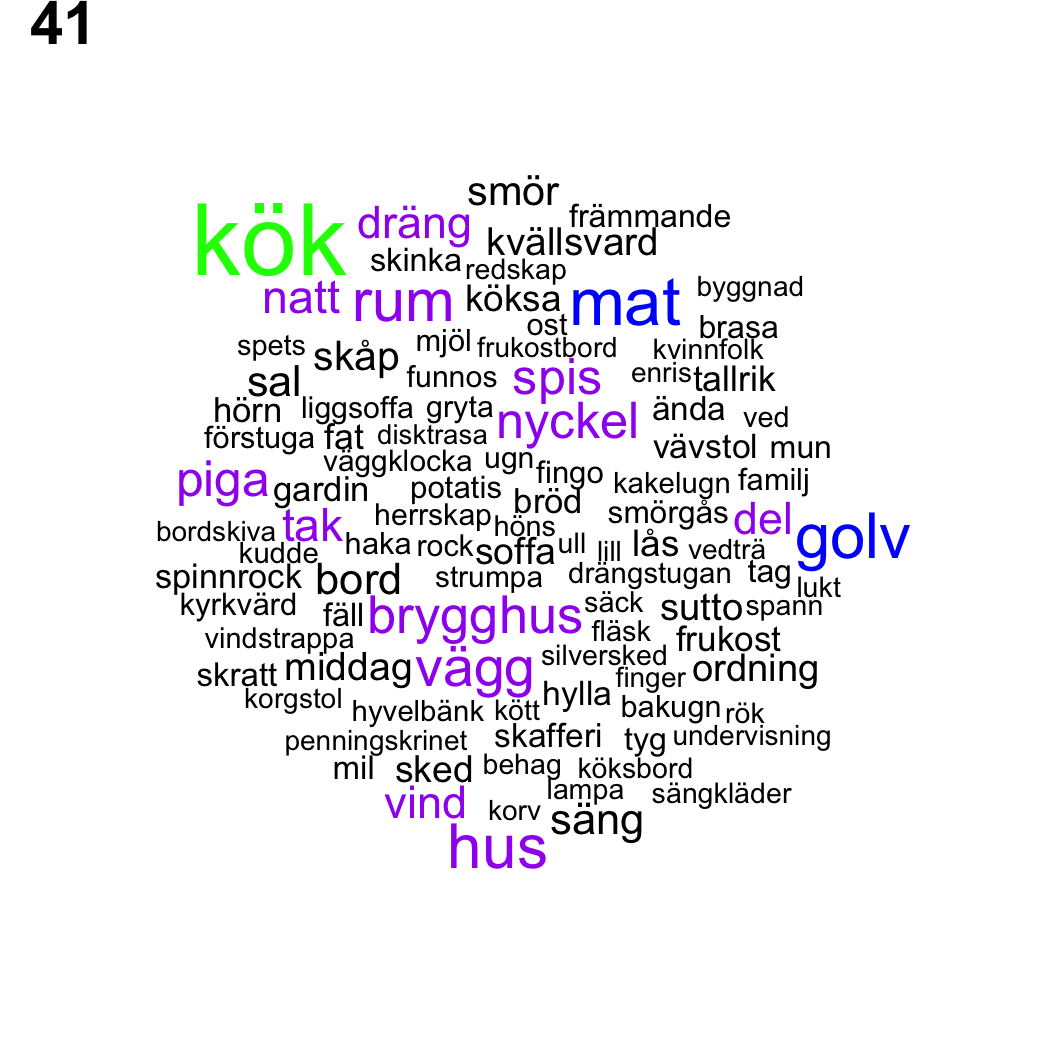 41
smör
kök dräng främmande
kvällsvard
skinka redskap
natt rum köksa mat byggnad
ost brasa
spets skåp mjöl frukostbord kvinnfolk
sal funnos spis enris tallrik
hörn liggsoffa gryta nyckel ända ved
förstuga fat disktrasa vävstol mun
väggklocka ugn fingo kakelugn familj
piga gardin potatis bröd
bordskiva tak herrskap höns smörgås del golv
kudde haka rock soffa ull lill lås vedträ
spinnrock bord strumpa drängstugan tag lukt
kyrkvärd fäll brygghus säck sutto spann
vindstrappa fläsk frukost
skratt middag vägg silversked finger ordning
korgstol hyvelbänk kött hylla bakugn rök
penningskrinet skafferi tyg undervisning
mil sked behag köksbord
vind korv lampa sängkläder
säng
hus